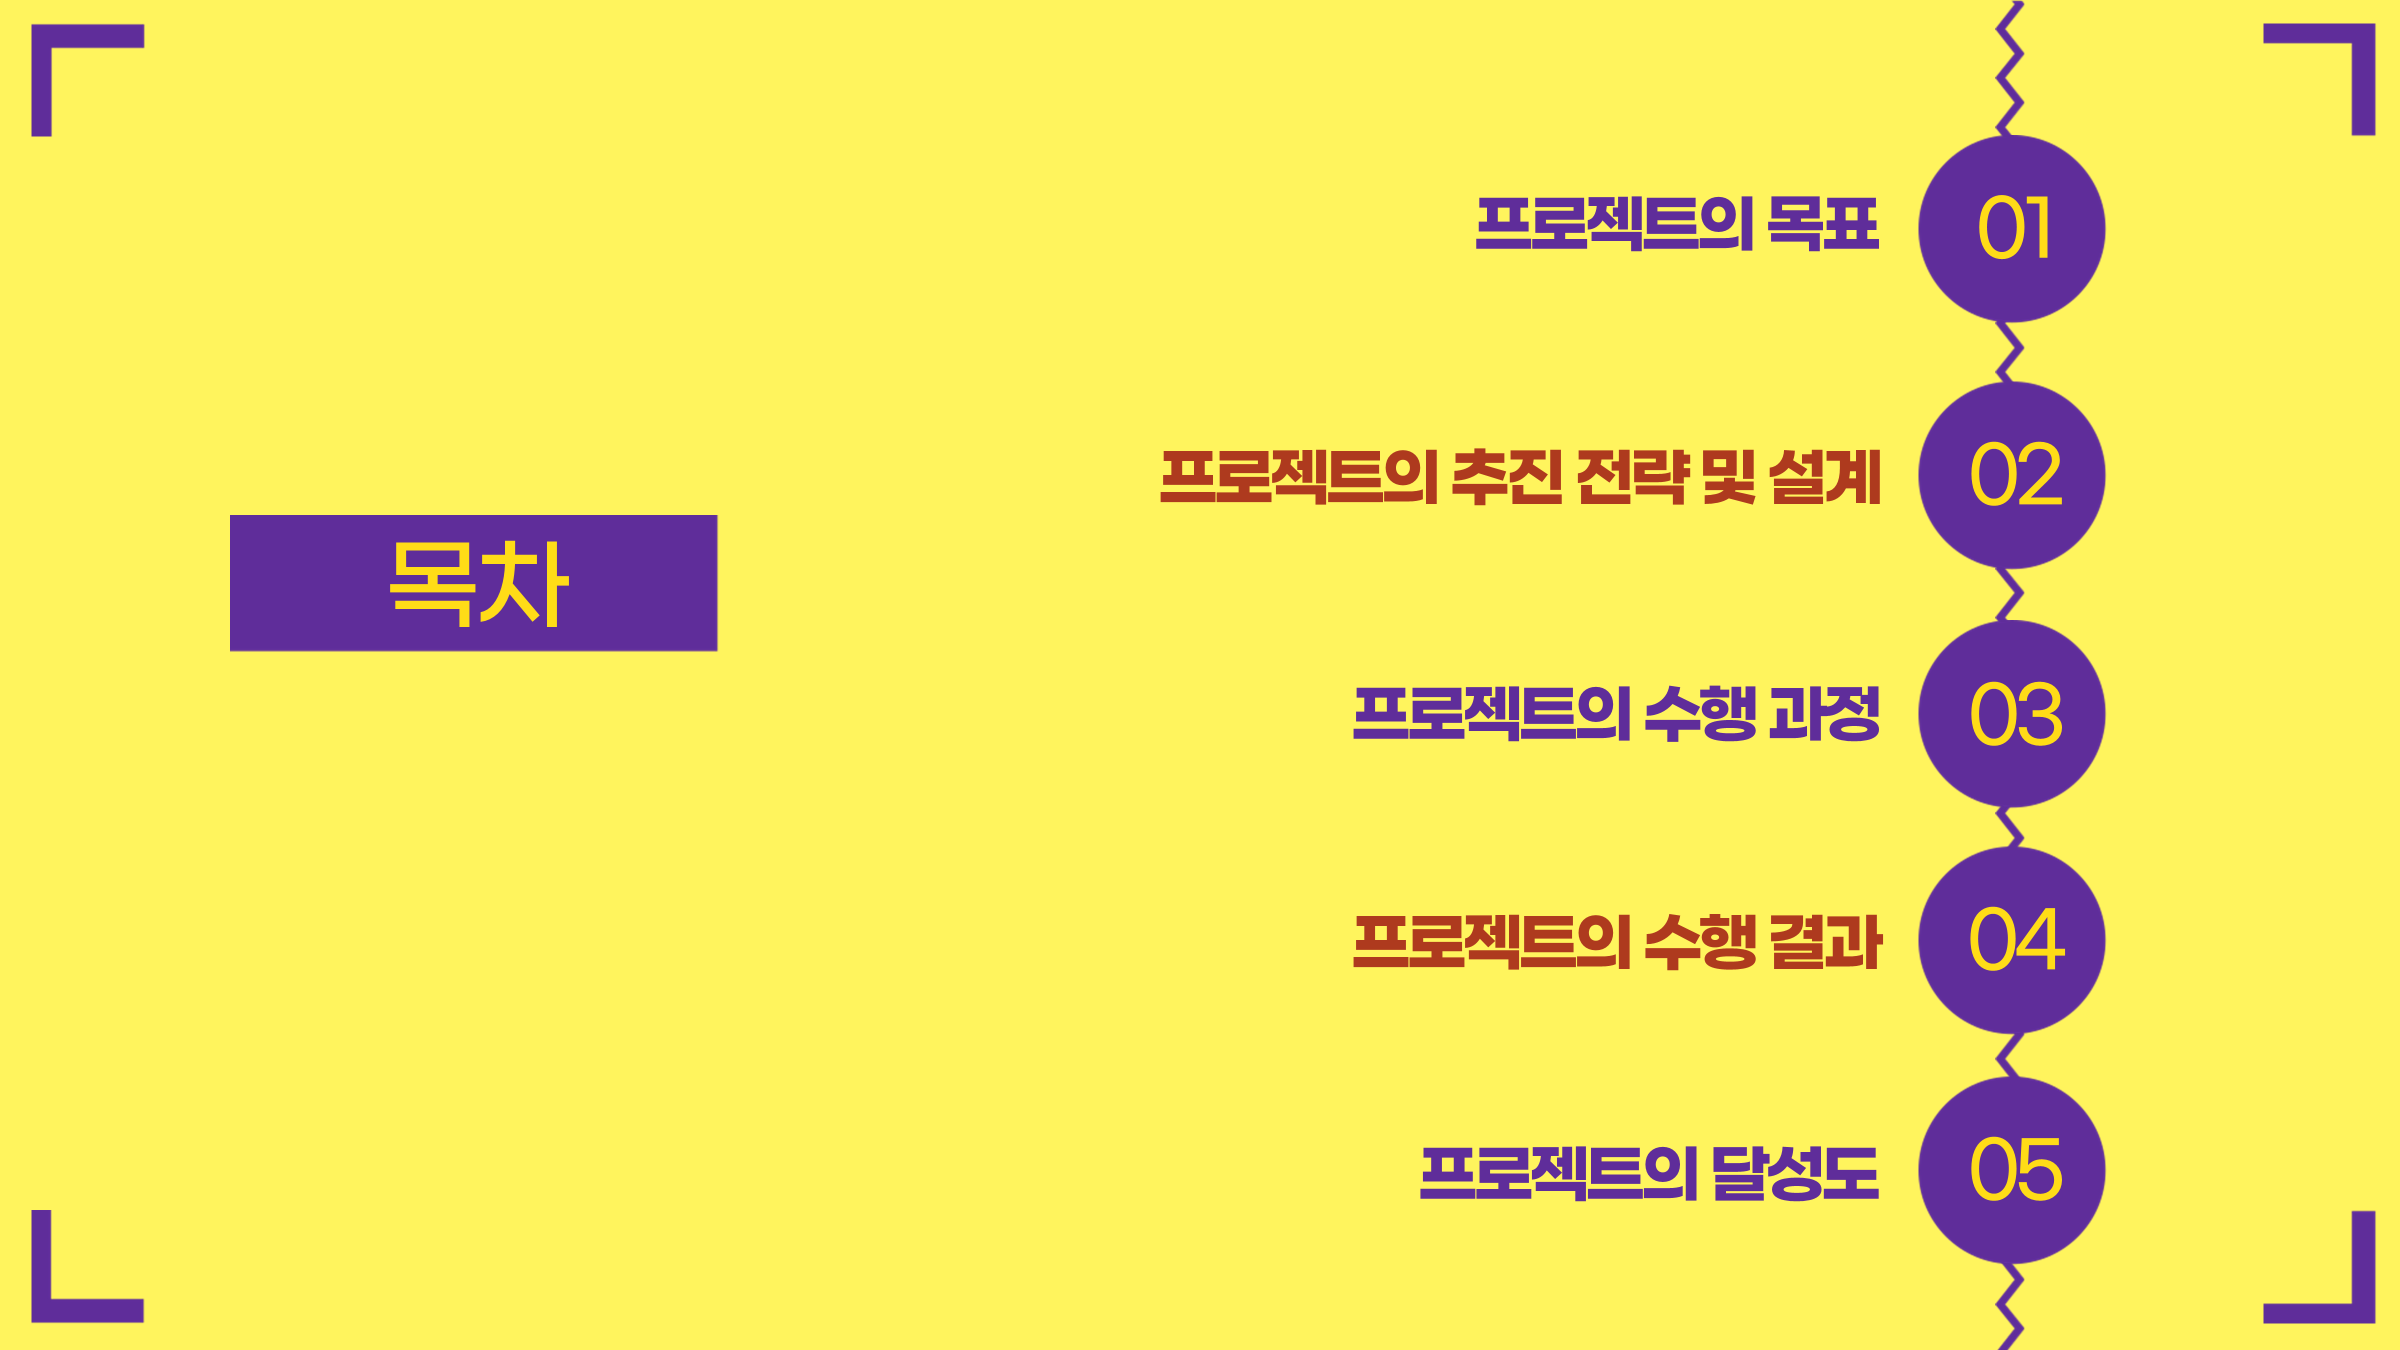 목차
프로젝트의 목표 01
프로젝트의 추진 전략 및 설계 02
프로젝트의 수행 과정 03
프로젝트의 수행 결과 04
프로젝트의 달성도 05